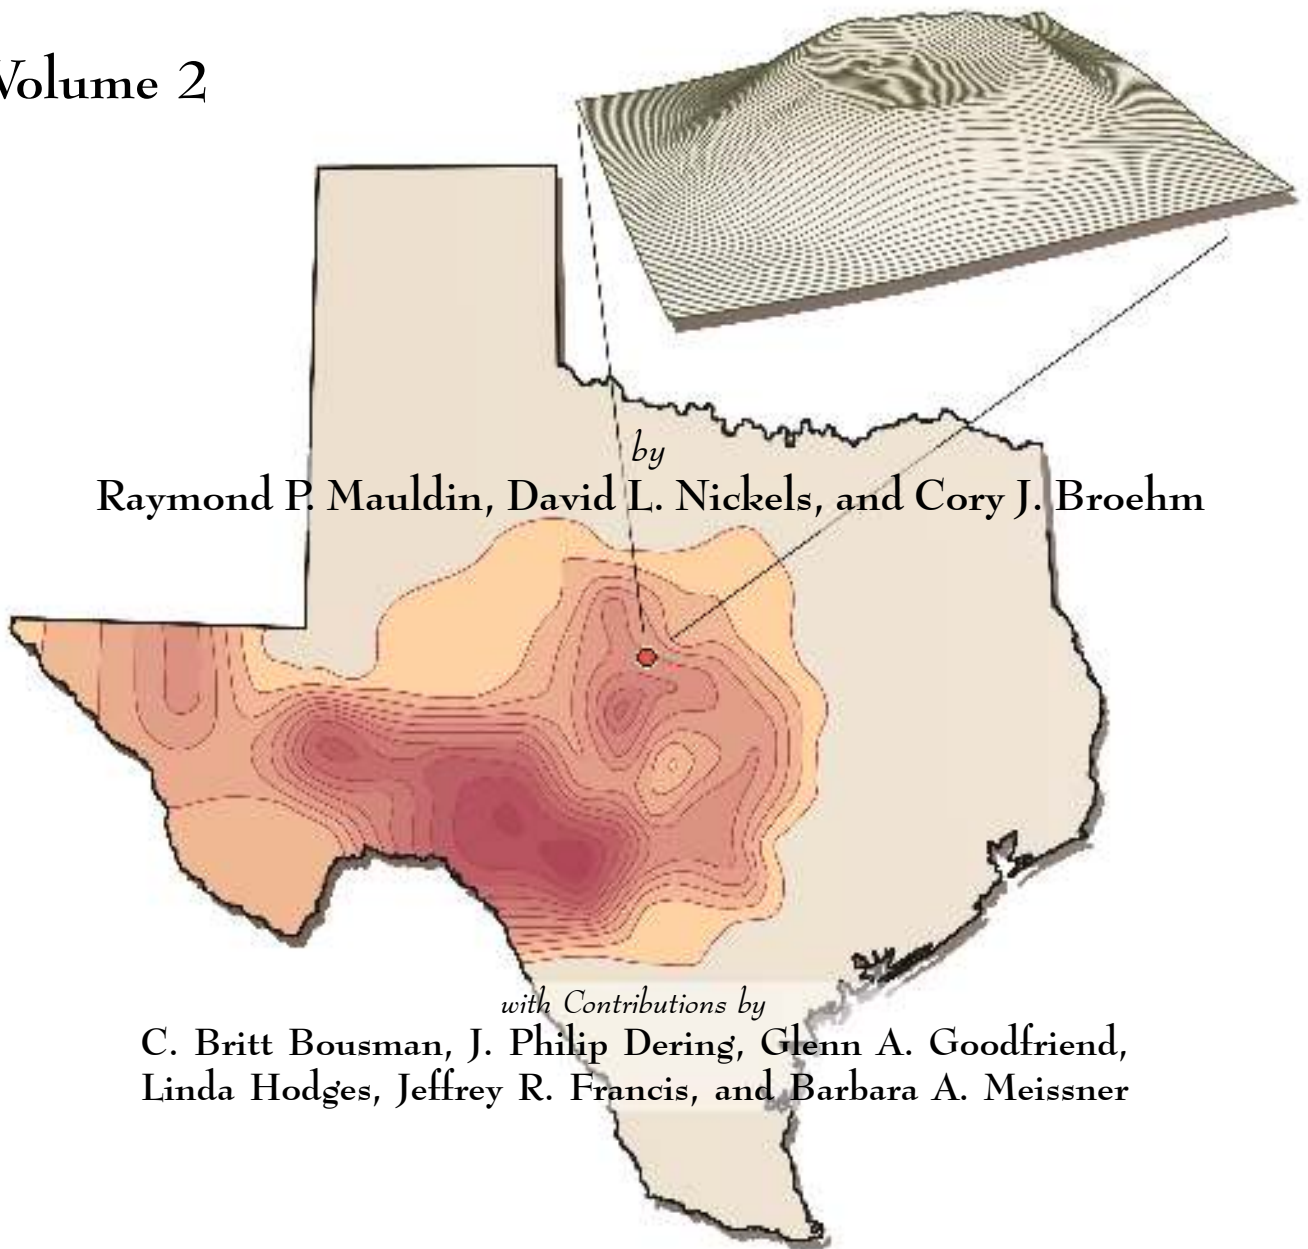 Volume 2
by
Raymond P. Mauldin, David L. Nickels, and Cory J. Broehm
with Contributions by
C. Britt Bousman, J. Philip Dering, Glenn A. Goodfriend,
Linda Hodges, Jeffrey R. Francis, and Barbara A. Meissner